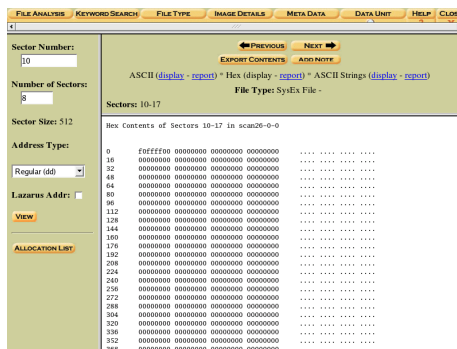 FILE ANALYSIS KEYWORD SEARCH FILE TYPE IMAGE DETAILS META DATA DATA UNIT HELP CLOS
Sector Number:
10
Number of Sectors:
8
Sector Size: 512
Address Type:
Regular (dd)
Lazarus Addr:
VIEW
ALLOCATION LIST
PREVIOUS NEXT
EXPORT CONTENTS ADD NOTE
ASCII (display - report) * Hex (display - report) * ASCII Strings (display - report)
File Type: SysEx File -
Sectors: 10-17
Hex Contents of Sectors 10-17 in scan26-0-0
0 f0ffff00 00000000 00000000 00000000 .... .... .... ....
16 00000000 00000000 00000000 00000000 .... .... .... ....
32 00000000 00000000 00000000 00000000 .... .... .... ....
48 00000000 00000000 00000000 00000000 .... .... .... ....
64 00000000 00000000 00000000 00000000 .... .... .... ....
80 00000000 00000000 00000000 00000000 .... .... .... ....
96 00000000 00000000 00000000 00000000 .... .... .... ....
112 00000000 00000000 00000000 00000000 .... .... .... ....
128 00000000 00000000 00000000 00000000 .... .... .... ....
144 00000000 00000000 00000000 00000000 .... .... .... ....
160 00000000 00000000 00000000 00000000 .... .... .... ....
176 00000000 00000000 00000000 00000000 .... .... .... ....
192 00000000 00000000 00000000 00000000 .... .... .... ....
208 00000000 00000000 00000000 00000000 .... .... .... ....
224 00000000 00000000 00000000 00000000 .... .... .... ....
240 00000000 00000000 00000000 00000000 .... .... .... ....
256 00000000 00000000 00000000 00000000 .... .... .... ....
272 00000000 00000000 00000000 00000000 .... .... .... ....
288 00000000 00000000 00000000 00000000 .... .... .... ....
304 00000000 00000000 00000000 00000000 .... .... .... ....
320 00000000 00000000 00000000 00000000 .... .... .... ....
336 00000000 00000000 00000000 00000000 .... .... .... ....
352 00000000 00000000 00000000 00000000 .... .... .... ....